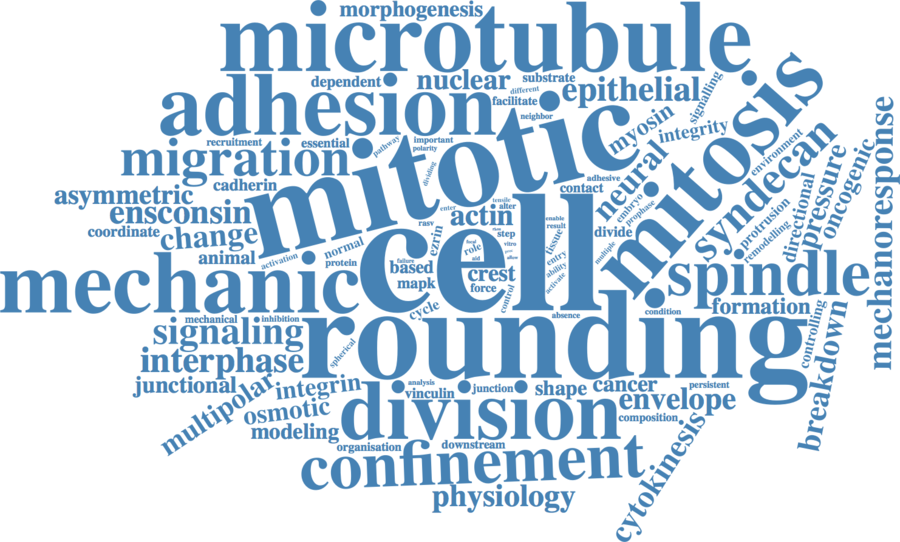 morphogenesis
microtubule
dependent
nuclear
substrate
different
facilitate
neighbor
epithelial
signalling
adhesion
mitosis
recruitment
essential
pathway
important
polarity
dividing
mitotic
myosin
integrity
migration
cadherin
asymmetric
ensconsin
coordinate
change
animal
activation
normal
protein
adhesive
contact
neural
embryo
prophase
syndecan
environment
pressure
oncogenic
mechanoresponse
directional
protrusion
remodelling
tensile
alter
enter
rasv
actin
step
vitro
allow
enable
result
divide
tissue
multiple
entry
ability
activate
ezrin
role
aid
failure
based
mapk
crest
force
control
cycle
cell
absence
mechanic
spindle
condition
formation
controlling
breakdown
mechanical
inhibition
signaling
spherical
rounding
interphase
junctional
multipolar
integrin
osmotic
modeling
analysis
vinculin
junction
shape
cancer
persistent
envelope
composition
division
organisation
downstream
confinement
physiology
cytokinesis